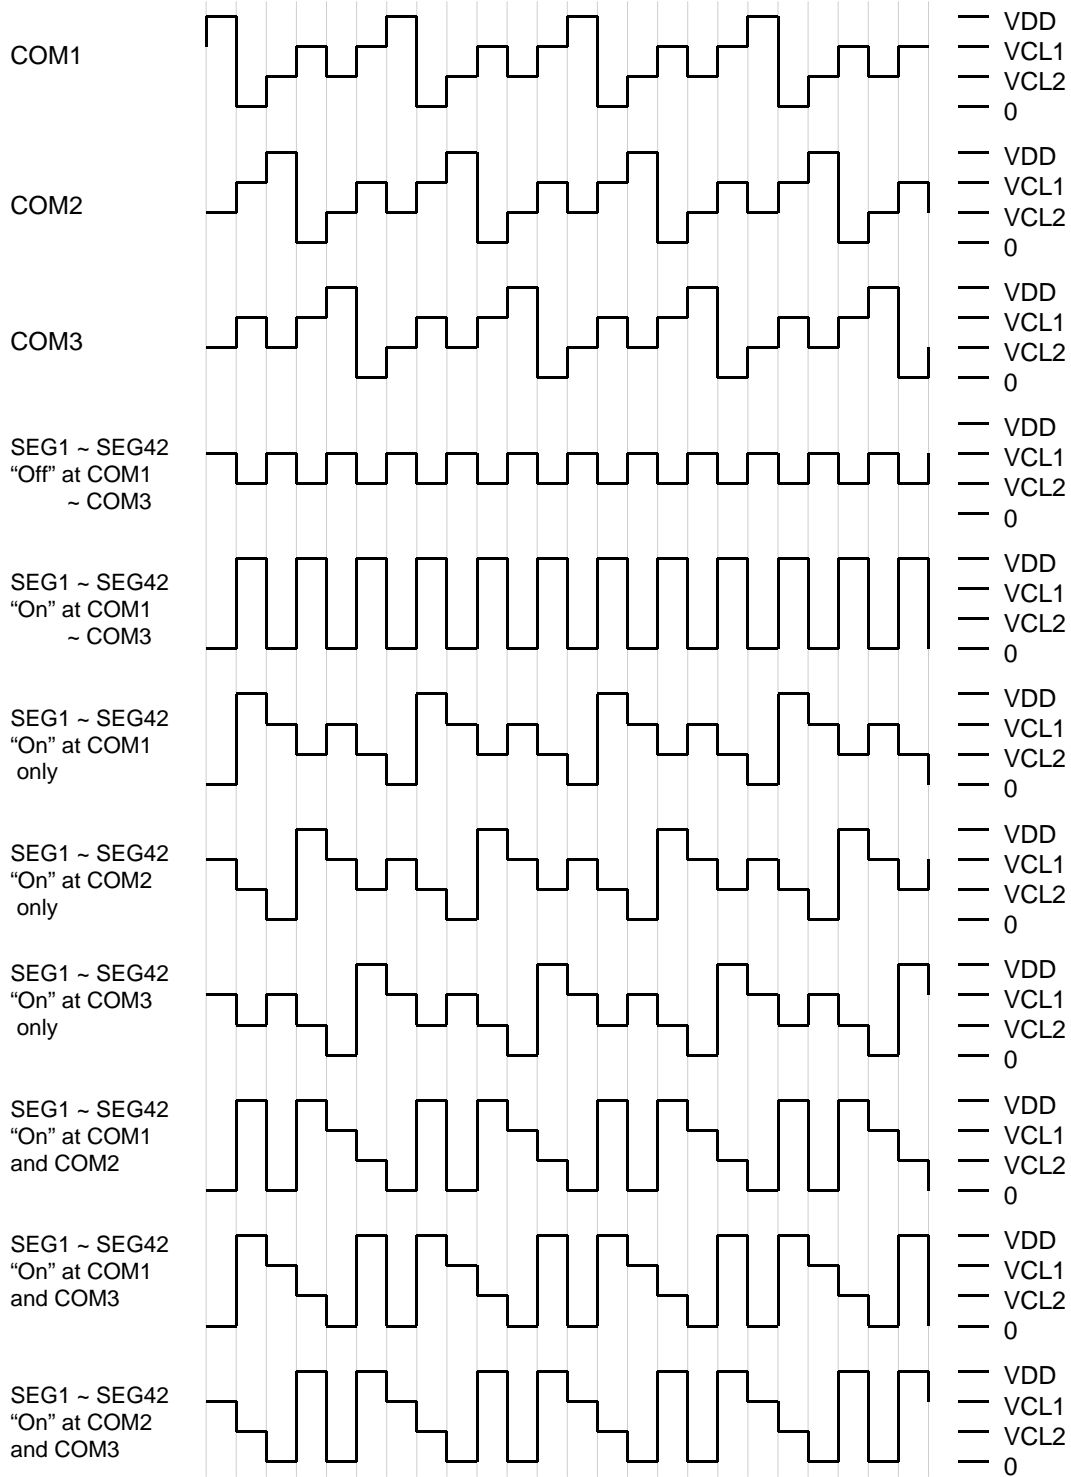 COM1
VDD
VCL1
VCL2
0
COM2
VDD
VCL1
VCL2
0
COM3
VDD
VCL1
VCL2
0
SEG1 ~ SEG42
“Off” at COM1
~ COM3
VDD
VCL1
VCL2
0
SEG1 ~ SEG42
“On” at COM1
~ COM3
VDD
VCL1
VCL2
0
SEG1 ~ SEG42
“On” at COM1
only
VDD
VCL1
VCL2
0
SEG1 ~ SEG42
“On” at COM2
only
VDD
VCL1
VCL2
0
SEG1 ~ SEG42
“On” at COM3
only
VDD
VCL1
VCL2
0
SEG1 ~ SEG42
“On” at COM1
and COM2
VDD
VCL1
VCL2
0
SEG1 ~ SEG42
“On” at COM1
and COM3
VDD
VCL1
VCL2
0
SEG1 ~ SEG42
“On” at COM2
and COM3
VDD
VCL1
VCL2
0